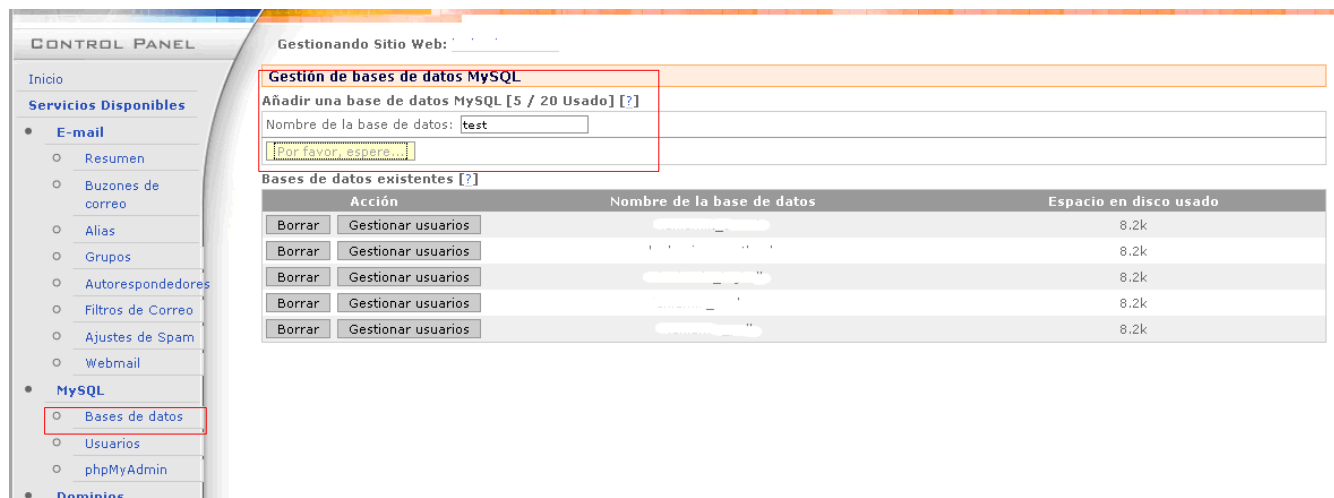 CONTROL PANEL
Gestionando Sitio Web:
Inicio
Servicios Disponibles
E-mail
Resumen
Buzones de
correo
Alias
Grupos
Autorespondedores
Filtros de Correo
Ajustes de Spam
Webmail
MySQL
Bases de datos
Usuarios
phpMyAdmin
Dominios
Gestión de bases de datos MySQL
Añadir una base de datos MySQL [5 / 20 Usado] [?]
Nombre de la base de datos: test
Por favor, espere...
Bases de datos existentes [?]
Acción Nombre de la base de datos Espacio en disco usado
Borrar Gestionar usuarios 8.2k
Borrar Gestionar usuarios 8.2k
Borrar Gestionar usuarios 8.2k
Borrar Gestionar usuarios 8.2k
Borrar Gestionar usuarios 8.2k